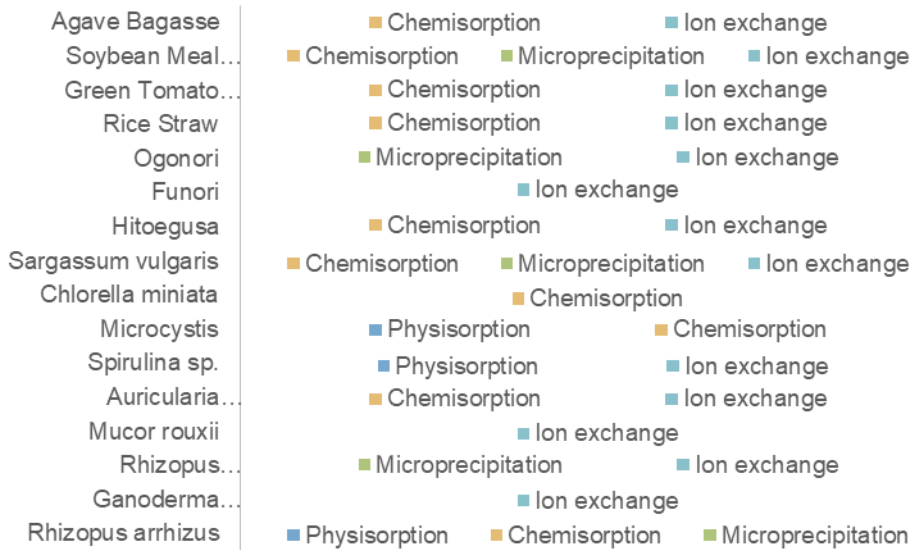 Agave Bagasse Chemisorption Ion exchange
Soybean Meal... Chemisorption Microprecipitation Ion exchange
Green Tomato... Chemisorption Ion exchange
Rice Straw Chemisorption Ion exchange
Ogonori Microprecipitation Ion exchange
Funori Ion exchange
Hitoegusa Chemisorption Ion exchange
Sargassum vulgaris Chemisorption Microprecipitation Ion exchange
Chlorella miniata Chemisorption
Microcystis Physisorption Chemisorption
Spirulina sp. Physisorption Ion exchange
Auricularia... Chemisorption Ion exchange
Mucor rouxii Ion exchange
Rhizopus... Microprecipitation Ion exchange
Ganoderma... Ion exchange
Rhizopus arrhizus Physisorption Chemisorption Microprecipitation